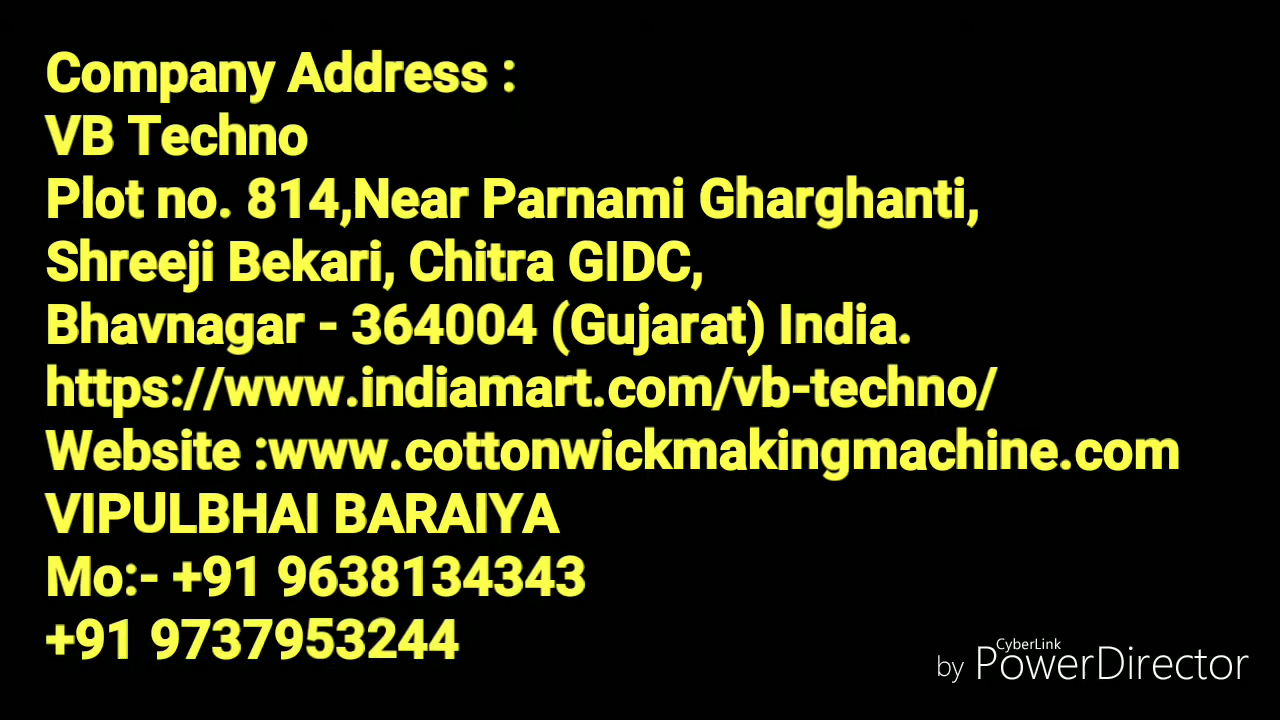 Company Address :
VB Techno
Plot no. 814,Near Parnami Gharghanti,
Shreeji Bekari, Chitra GIDC,
Bhavnagar - 364004 (Gujarat) India.
https://www.indiamart.com/vb-techno/
Website :www.cottonwickmakingmachine.com
VIPULBHAI BARAIYA
Mo:- +91 9638134343
+91 9737953244
CyberLink
by PowerDirector